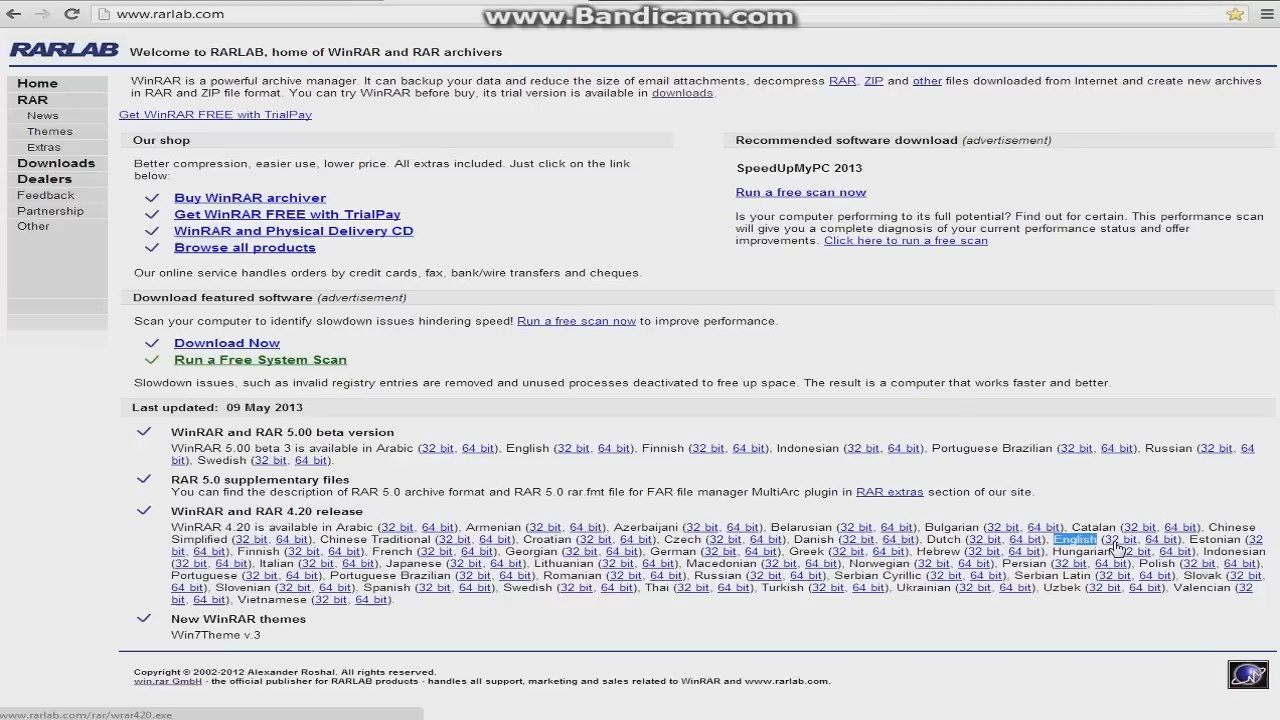 www.rarlab.com
www.Bandicam.com
RARLAB
Welcome to RARLAB, home of WinRAR and RAR archivers
Home
RAR
News
Themes
Extras
Downloads
Dealers
Feedback
Partnership
Other
WinRAR is a powerful archive manager. It can backup your data and reduce the size of email attachments, decompress RAR, ZIP and other files downloaded from Internet and create new archives
in RAR and ZIP file format. You can try WinRAR before buy, its trial version is available in downloads.
Get WinRAR FREE with TrialPay
Our shop
Better compression, easier use, lower price. All extras included. Just click on the link
below:
Buy WinRAR archiver
Get WinRAR FREE with TrialPay
WinRAR and Physical Delivery CD
Browse all products
Our online service handles orders by credit cards, fax, bank/wire transfers and cheques.
Recommended software download (advertisement)
SpeedUpMyPC 2013
Run a free scan now
Is your computer performing to its full potential? Find out for certain. This performance scan
will give you a complete diagnosis of your current performance status and offer
improvements. Click here to run a free scan
Download featured software (advertisement)
Scan your computer to identify slowdown issues hindering speed! Run a free scan now to improve performance.
Download Now
Run a Free System Scan
Slowdown issues, such as invalid registry entries are removed and unused processes deactivated to free up space. The result is a computer that works faster and better.
Last updated: 09 May 2013
WinRAR and RAR 5.00 beta version
WinRAR 5.00 beta 3 is available in Arabic (32 bit, 64 bit), English (32 bit, 64 bit), Finnish (32 bit, 64 bit), Indonesian (32 bit, 64 bit), Portuguese Brazilian (32 bit, 64 bit), Russian (32 bit, 64
bit), Swedish (32 bit, 64 bit).
RAR 5.0 supplementary files
You can find the description of RAR 5.0 archive format and RAR 5.0 rar.fmt file for FAR file manager MultiArc plugin in RAR extras section of our site.
WinRAR and RAR 4.20 release
WinRAR 4.20 is available in Arabic (32 bit, 64 bit), Armenian (32 bit, 64 bit), Azerbaijani (32 bit, 64 bit), Belarusian (32 bit, 64 bit), Bulgarian (32 bit, 64 bit), Catalan (32 bit, 64 bit), Chinese
Simplified (32 bit, 64 bit), Chinese Traditional (32 bit, 64 bit), Croatian (32 bit, 64 bit), Czech (32 bit, 64 bit), Danish (32 bit, 64 bit), Dutch (32 bit, 64 bit), English (32 bit, 64 bit), Estonian (32
bit, 64 bit), Finnish (32 bit, 64 bit), French (32 bit, 64 bit), Georgian (32 bit, 64 bit), German (32 bit, 64 bit), Greek (32 bit, 64 bit), Hebrew (32 bit, 64 bit), Hungarian (32 bit, 64 bit), Indonesian
(32 bit, 64 bit), Italian (32 bit, 64 bit), Japanese (32 bit, 64 bit), Lithuanian (32 bit, 64 bit), Macedonian (32 bit, 64 bit), Norwegian (32 bit, 64 bit), Persian (32 bit, 64 bit), Polish (32 bit, 64 bit),
Portuguese (32 bit, 64 bit), Portuguese Brazilian (32 bit, 64 bit), Romanian (32 bit, 64 bit), Russian (32 bit, 64 bit), Serbian Cyrillic (32 bit, 64 bit), Serbian Latin (32 bit, 64 bit), Slovak (32 bit,
64 bit), Slovenian (32 bit, 64 bit), Spanish (32 bit, 64 bit), Swedish (32 bit, 64 bit), Thai (32 bit, 64 bit), Turkish (32 bit, 64 bit), Ukrainian (32 bit, 64 bit), Uzbek (32 bit, 64 bit), Valencian (32
bit, 64 bit), Vietnamese (32 bit, 64 bit).
New WinRAR themes
Win7Theme v.3
Copyright © 2002-2012 Alexander Roshal. All rights reserved.
win.rar GmbH - the official publisher for RARLAB products - handles all support, marketing and sales related to WinRAR and www.rarlab.com.
www.rarlab.com/rar/wrar420.exe